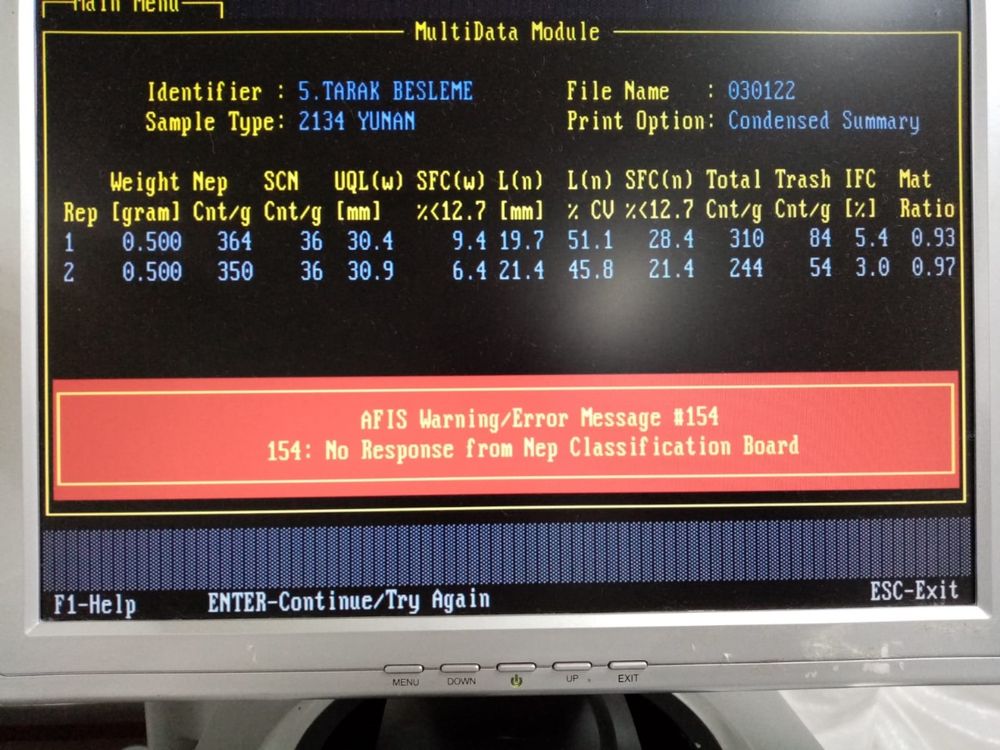 Main Menu
MultiData Module
Identifier : 5.TARAK BESLEME File Name : 030122
Sample Type: 2134 YUNAN Print Option: Condensed Summary
Weight Nep SCN UQL(w) SFC(w) L(n) L(n) SFC(n) Total Trash IFC Mat
Rep [gram] Cnt/g Cnt/g [mm] %<12.7 [mm] % CV %<12.7 Cnt/g Cnt/g [%] Ratio
1 0.500 364 36 30.4 9.4 19.7 51.1 28.4 310 84 5.4 0.93
2 0.500 350 36 30.9 6.4 21.4 45.8 21.4 244 54 3.0 0.97
AFIS Warning/Error Message #154
154: No Response from Nep Classification Board
F1-Help ENTER-Continue/Try Again ESC-Exit
MENU DOWN UP EXIT